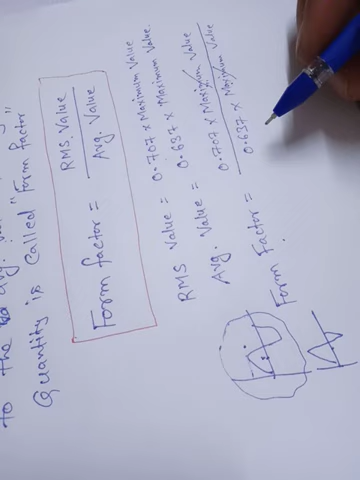 to the avg.
Quantity is called "Form factor"
Form factor = RMS. Value
Avg. Value
RMS Value = 0.707 x Maximum Value
Avg. Value = 0.637 x Maximum Value.
Form Factor = 0.707 x Maximum Value
0.637 x Maximum Value